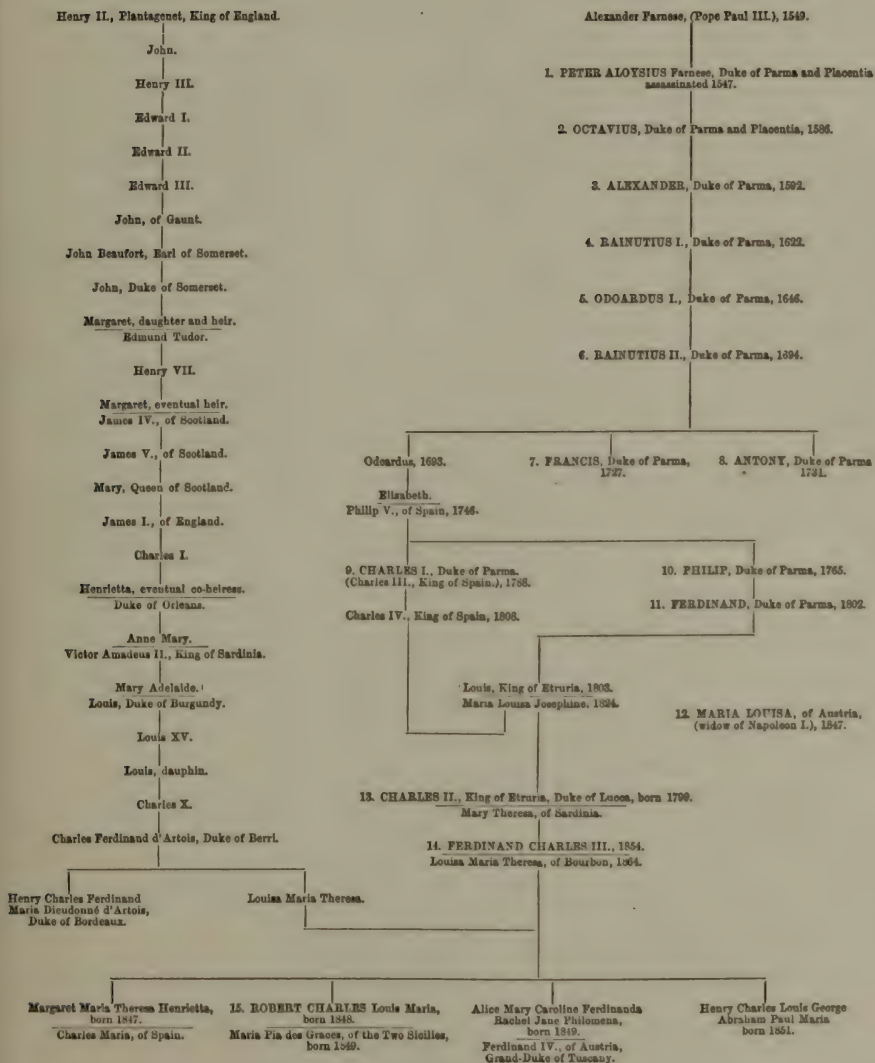 Henry II., Plantagenet, King of England.
John.
Henry III.
Edward I.
Edward II.
Edward III.
John, of Gaunt.
John Beaufort, Earl of Somerset.
John, Duke of Somerset.
Margaret, daughter and heir.
Edmund Tudor.
Henry VII.
Margaret, eventual heir.
James IV., of Scotland.
James V., of Scotland.
Mary, Queen of Scotland.
James I., of England.
Charles I.
Henrietta, eventual co-heiress.
Duke of Orleans.
Anne Mary.
Victor Amadeus II., King of Sardinia.
Mary Adelaide.
Louis, Duke of Burgundy.
Louis XV.
Louis, dauphin.
Charles X.
Charles Ferdinand d'Artois, Duke of Berri.
Henry Charles Ferdinand
Maria Dieudonné d'Artois,
Duke of Bordeaux.
Louisa Maria Theresa.
Alexander Farnese, (Pope Paul III.), 1549.
1. PETER ALOYSIUS Farnese, Duke of Parma and Placentia
assassinated 1547.
2. OCTAVIUS, Duke of Parma and Placentia, 1586.
3. ALEXANDER, Duke of Parma, 1592.
4. RAINUTIUS I., Duke of Parma, 1622.
5. ODOARDUS I., Duke of Parma, 1646.
6. RAINUTIUS II., Duke of Parma, 1694.
Odoardus, 1693.
7. FRANCIS, Duke of Parma,
1727.
8. ANTONY, Duke of Parma
1731.
Elizabeth.
Philip V., of Spain, 1746.
9. CHARLES I., Duke of Parma.
(Charles III., King of Spain.), 1788.
10. PHILIP, Duke of Parma, 1765.
Charles IV., King of Spain, 1808.
11. FERDINAND, Duke of Parma, 1802.
Louis, King of Etruria, 1803.
Maria Louisa Josephine, 1824.
12. MARIA LOUISA, of Austria,
(widow of Napoleon I.), 1847.
13. CHARLES II., King of Etruria, Duke of Lucca, born 1799.
Mary Theresa, of Sardinia.
14. FERDINAND CHARLES III., 1854.
Louisa Maria Theresa, of Bourbon, 1864.
Margaret Maria Theresa Henrietta,
born 1847.
Charles Maria, of Spain.
15. ROBERT CHARLES Louis Maria,
born 1848.
Maria Pia des Graces, of the Two Sicilies,
born 1849.
Alice Mary Caroline Ferdinanda
Rachel Jane Philomena,
born 1849.
Ferdinand IV., of Austria,
Grand-Duke of Tuscany.
Henry Charles Louis George
Abraham Paul Maria
born 1851.